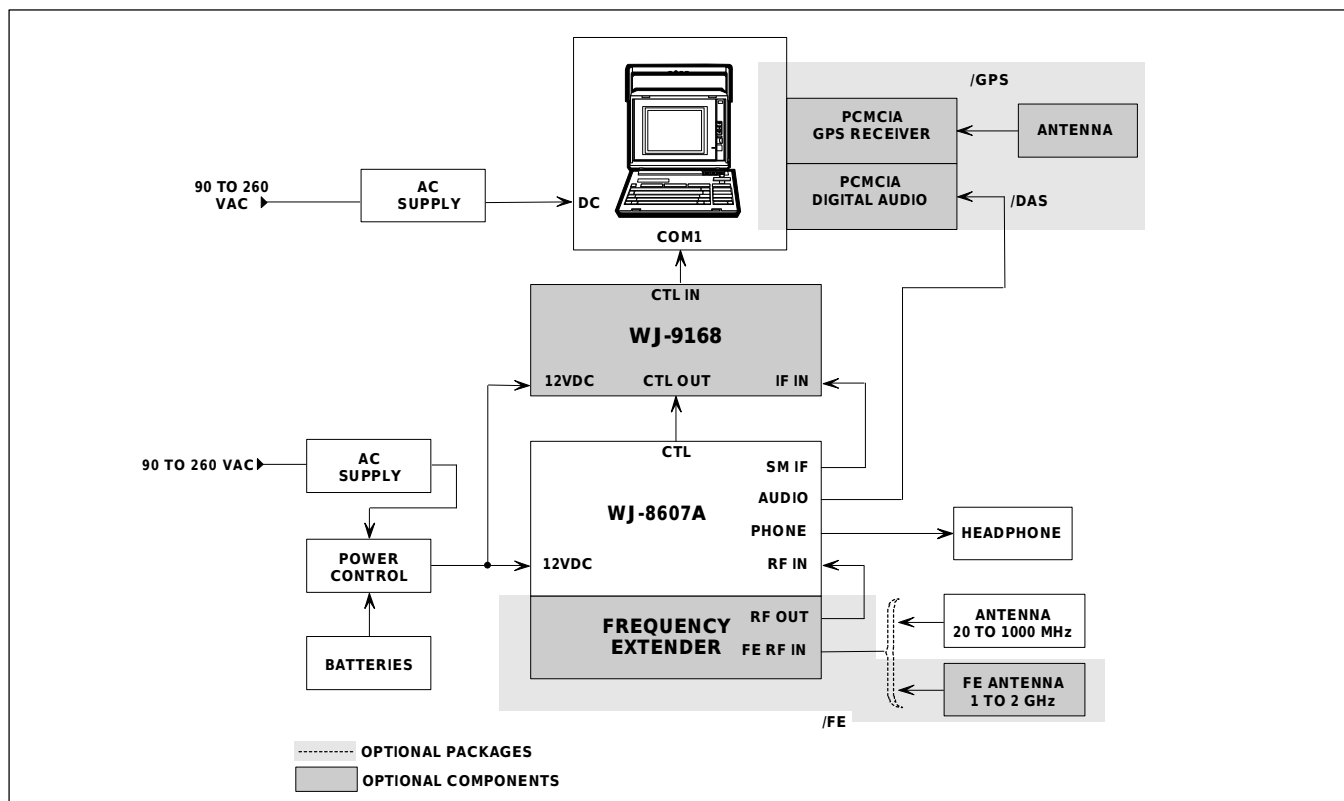 /GPS
PCMCIA
GPS RECEIVER
ANTENNA
90 TO 260
VAC
AC
SUPPLY
DC
PCMCIA
DIGITAL AUDIO
/DAS
COM1
CTL IN
WJ-9168
12VDC CTL OUT IF IN
90 TO 260 VAC
AC
SUPPLY
CTL
SM IF
AUDIO
WJ-8607A
PHONE
HEADPHONE
POWER
CONTROL
12VDC
RF IN
BATTERIES
FREQUENCY
EXTENDER
RF OUT
FE RF IN
ANTENNA
20 TO 1000 MHz
FE ANTENNA
1 TO 2 GHz
/FE
OPTIONAL PACKAGES
OPTIONAL COMPONENTS